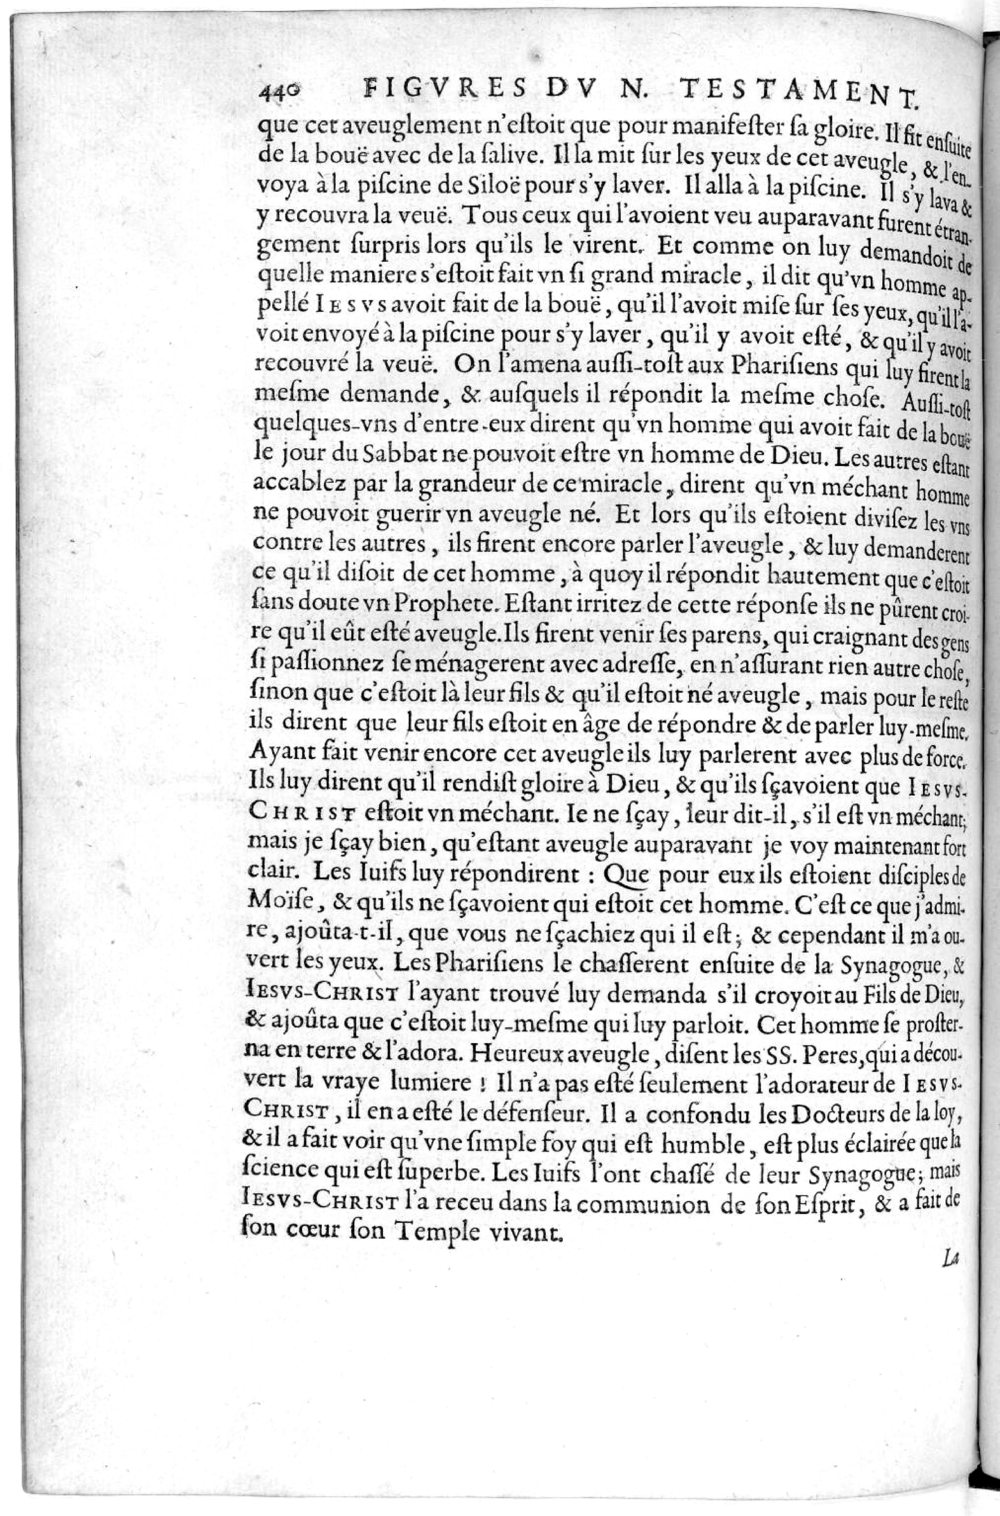 440 FIGVRES DV N. TESTAMENT.
que cet aveuglement n'eſtoit que pour manifeſter ſa gloire. Il fit enſuite
de la bouë avec de la ſalive. Il la mit ſur les yeux de cet aveugle, & l'en-
voya à la piſcine de Siloë pour s'y laver. Il alla à la piſcine. Il s'y lava &
y recouvra la veuë. Tous ceux qui l'avoient veu auparavant furent étran-
gement ſurpris lors qu'ils le virent. Et comme on luy demandoit de
quelle maniere s'eſtoit fait vn ſi grand miracle, il dit qu'vn homme ap-
pellé IESVS avoit fait de la bouë, qu'il l'avoit miſe ſur ſes yeux, qu'il l'a-
voit envoyé à la piſcine pour s'y laver, qu'il y avoit eſté, & qu'il y avoit
recouvré la veuë. On l'amena auſſi-toſt aux Phariſiens qui luy firent la
meſme demande, & auſquels il répondit la meſme choſe. Auſſi-toſt
quelques-vns d'entre-eux dirent qu'vn homme qui avoit fait de la bouë
le jour du Sabbat ne pouvoit eſtre vn homme de Dieu. Les autres eſtant
accablez par la grandeur de ce miracle, dirent qu'vn méchant homme
ne pouvoit guerir vn aveugle né. Et lors qu'ils eſtoient diviſez les vns
contre les autres, ils firent encore parler l'aveugle, & luy demanderent
ce qu'il diſoit de cet homme, à quoy il répondit hautement que c'eſtoit
ſans doute vn Prophete. Eſtant irritez de cette réponſe ils ne pûrent croi-
re qu'il eût eſté aveugle. Ils firent venir ſes parens, qui craignant des gens
ſi paſſionnez ſe ménagerent avec adreſſe, en n'aſſurant rien autre choſe,
ſinon que c'eſtoit là leur fils & qu'il eſtoit né aveugle, mais pour le reſte
ils dirent que leur fils eſtoit en âge de répondre & de parler luy-meſme.
Ayant fait venir encore cet aveugle ils luy parlerent avec plus de force.
Ils luy dirent qu'il rendiſt gloire à Dieu, & qu'ils ſçavoient que IESVS-
CHRIST eſtoit vn méchant. Ie ne ſçay, leur dit-il, s'il eſt vn méchant;
mais je ſçay bien, qu'eſtant aveugle auparavant je voy maintenant fort
clair. Les Iuifs luy répondirent : Que pour eux ils eſtoient diſciples de
Moïſe, & qu'ils ne ſçavoient qui eſtoit cet homme. C'eſt ce que j'admi-
re, ajoûta-t-il, que vous ne ſçachiez qui il eſt; & cependant il m'a ou-
vert les yeux. Les Phariſiens le chaſſerent enſuite de la Synagogue, &
IESVS-CHRIST l'ayant trouvé luy demanda s'il croyoit au Fils de Dieu,
& ajoûta que c'eſtoit luy-meſme qui luy parloit. Cet homme ſe proſter-
na en terre & l'adora. Heureux aveugle, diſent les SS. Peres, qui a décou-
vert la vraye lumiere ! Il n'a pas eſté ſeulement l'adorateur de IESVS-
CHRIST, il en a eſté le défenſeur. Il a confondu les Docteurs de la loy,
& il a fait voir qu'vne ſimple foy qui eſt humble, eſt plus éclairée que la
ſcience qui eſt ſuperbe. Les Iuifs l'ont chaſſé de leur Synagogue; mais
IESVS-CHRIST l'a receu dans la communion de ſon Eſprit, & a fait de
ſon cœur ſon Temple vivant.
La